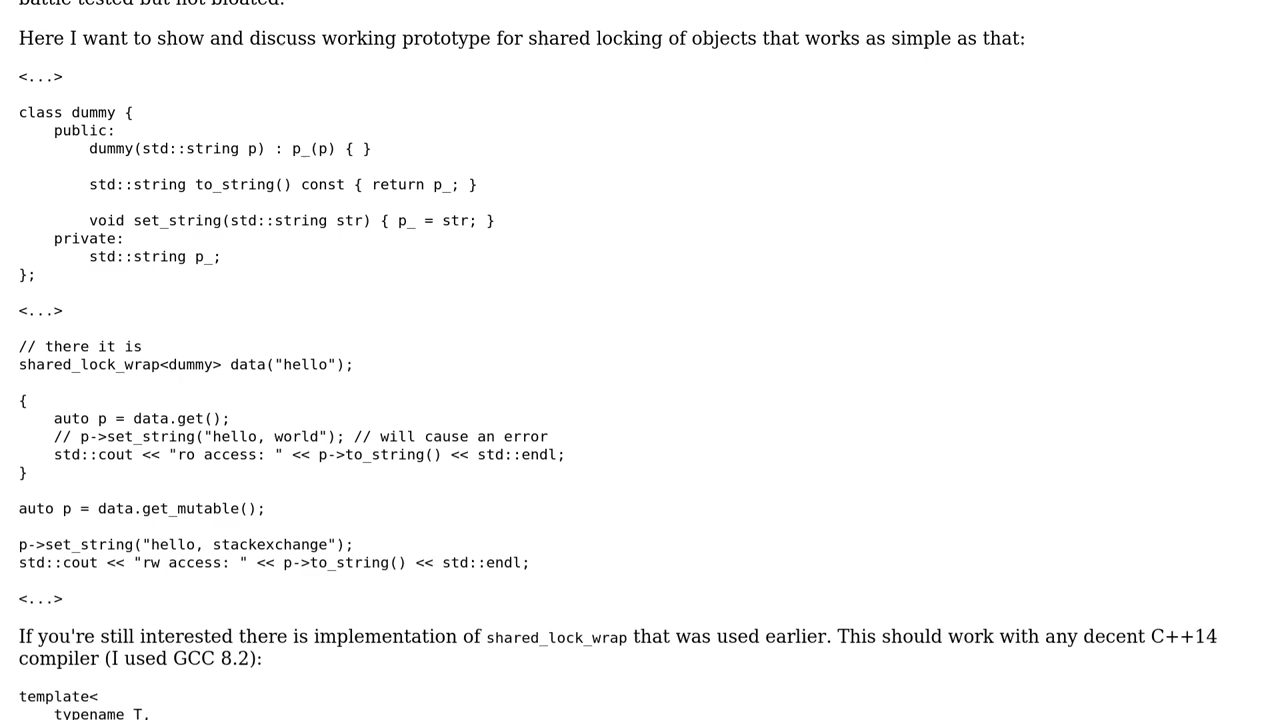 battle tested but not bloated.
Here I want to show and discuss working prototype for shared locking of objects that works as simple as that:
<...>
class dummy {
    public:
        dummy(std::string p) : p_(p) { }
        std::string to_string() const { return p_; }
        void set_string(std::string str) { p_ = str; }
    private:
        std::string p_;
};
<...>
// there it is
shared_lock_wrap<dummy> data("hello");
{
    auto p = data.get();
    // p->set_string("hello, world"); // will cause an error
    std::cout << "ro access: " << p->to_string() << std::endl;
}
auto p = data.get_mutable();
p->set_string("hello, stackexchange");
std::cout << "rw access: " << p->to_string() << std::endl;
<...>
If you're still interested there is implementation of shared_lock_wrap that was used earlier. This should work with any decent C++14
compiler (I used GCC 8.2):
template<
    typename T,